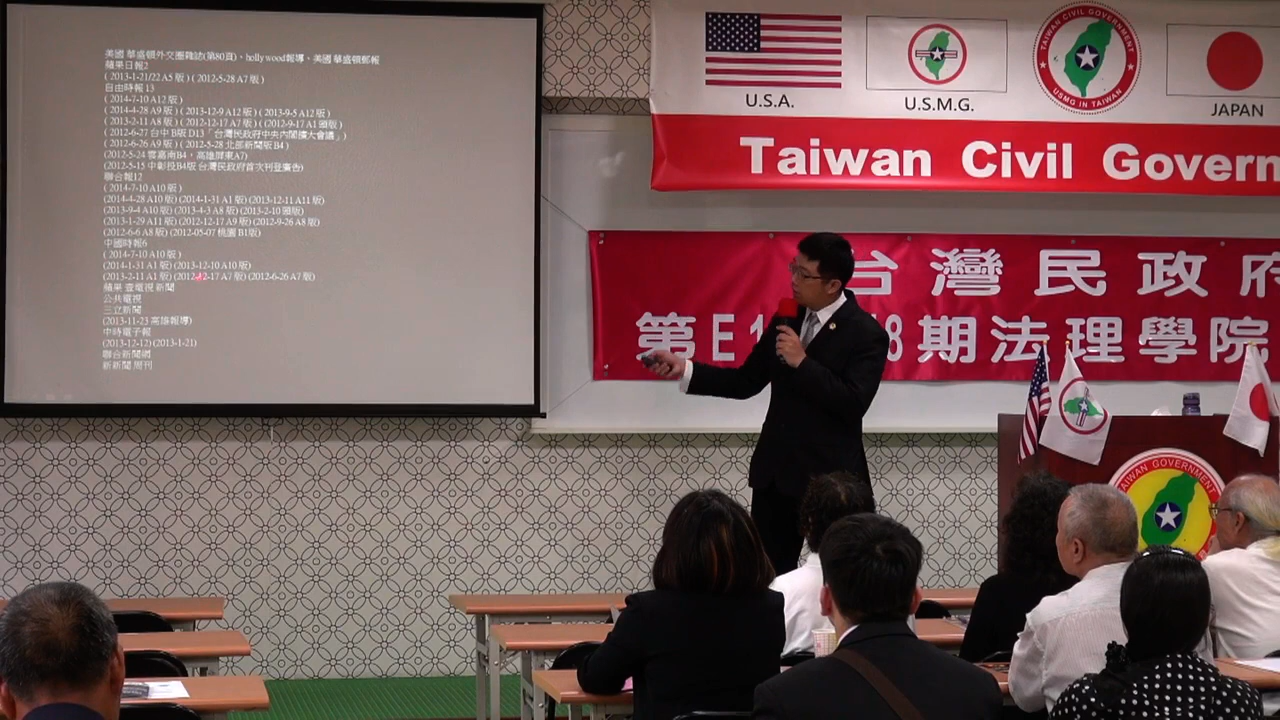 美國 華盛頓外交圈雜誌(第80頁)、hollywood報導、美國 華盛頓郵報
蘋果日報2
( 2013-1-21/22 A5 版 ) ( 2012-5-28 A7 版 )
自由時報 13
( 2014-7-10 A12 版 )
( 2014-4-28 A9 版 ) ( 2013-12-9 A12 版 ) ( 2013-9-5 A12 版 )
( 2013-2-11 A8 版 ) ( 2012-12-17 A7 版 ) ( 2012-9-17 A1 頭版 )
( 2012-6-27 台中 B版 D13「台灣民政府中央內閣擴大會議」)
( 2012-6-26 A9 版 ) ( 2012-5-28 北部新聞版 B4 )
(2012-5-24 雲嘉南B4，高雄屏東A7)
(2012-5-15 中彰投B4版 台灣民政府首次刊登廣告)
聯合報12
( 2014-7-10 A10 版 )
(2014-4-28 A10 版) (2014-1-31 A1 版) (2013-12-11 A11 版)
(2013-9-4 A10 版) (2013-4-3 A8 版) (2013-2-10 頭版)
(2013-1-29 A11 版) (2012-12-17 A9 版) (2012-9-26 A8 版)
(2012-6-6 A8 版) (2012-05-07 桃園 B1版)
中國時報6
( 2014-7-10 A10 版)
(2014-1-31 A1 版) (2013-12-10 A10 版)
(2013-2-11 A1 版) (2012-12-17 A7 版) (2012-6-26 A7 版)
蘋果 壹電視 新聞
公共電視
三立新聞
(2013-11-23 高雄報導)
中時電子報
(2013-12-12) (2013-1-21)
聯合新聞網
新新聞 周刊
U.S.A.
U.S.M.G.
TAIWAN CIVIL GOVERNMENT
USMG IN TAIWAN
JAPAN
Taiwan Civil Govern
台灣民政府
第E1 8期法理學院
TAIWAN GOVERNMENT